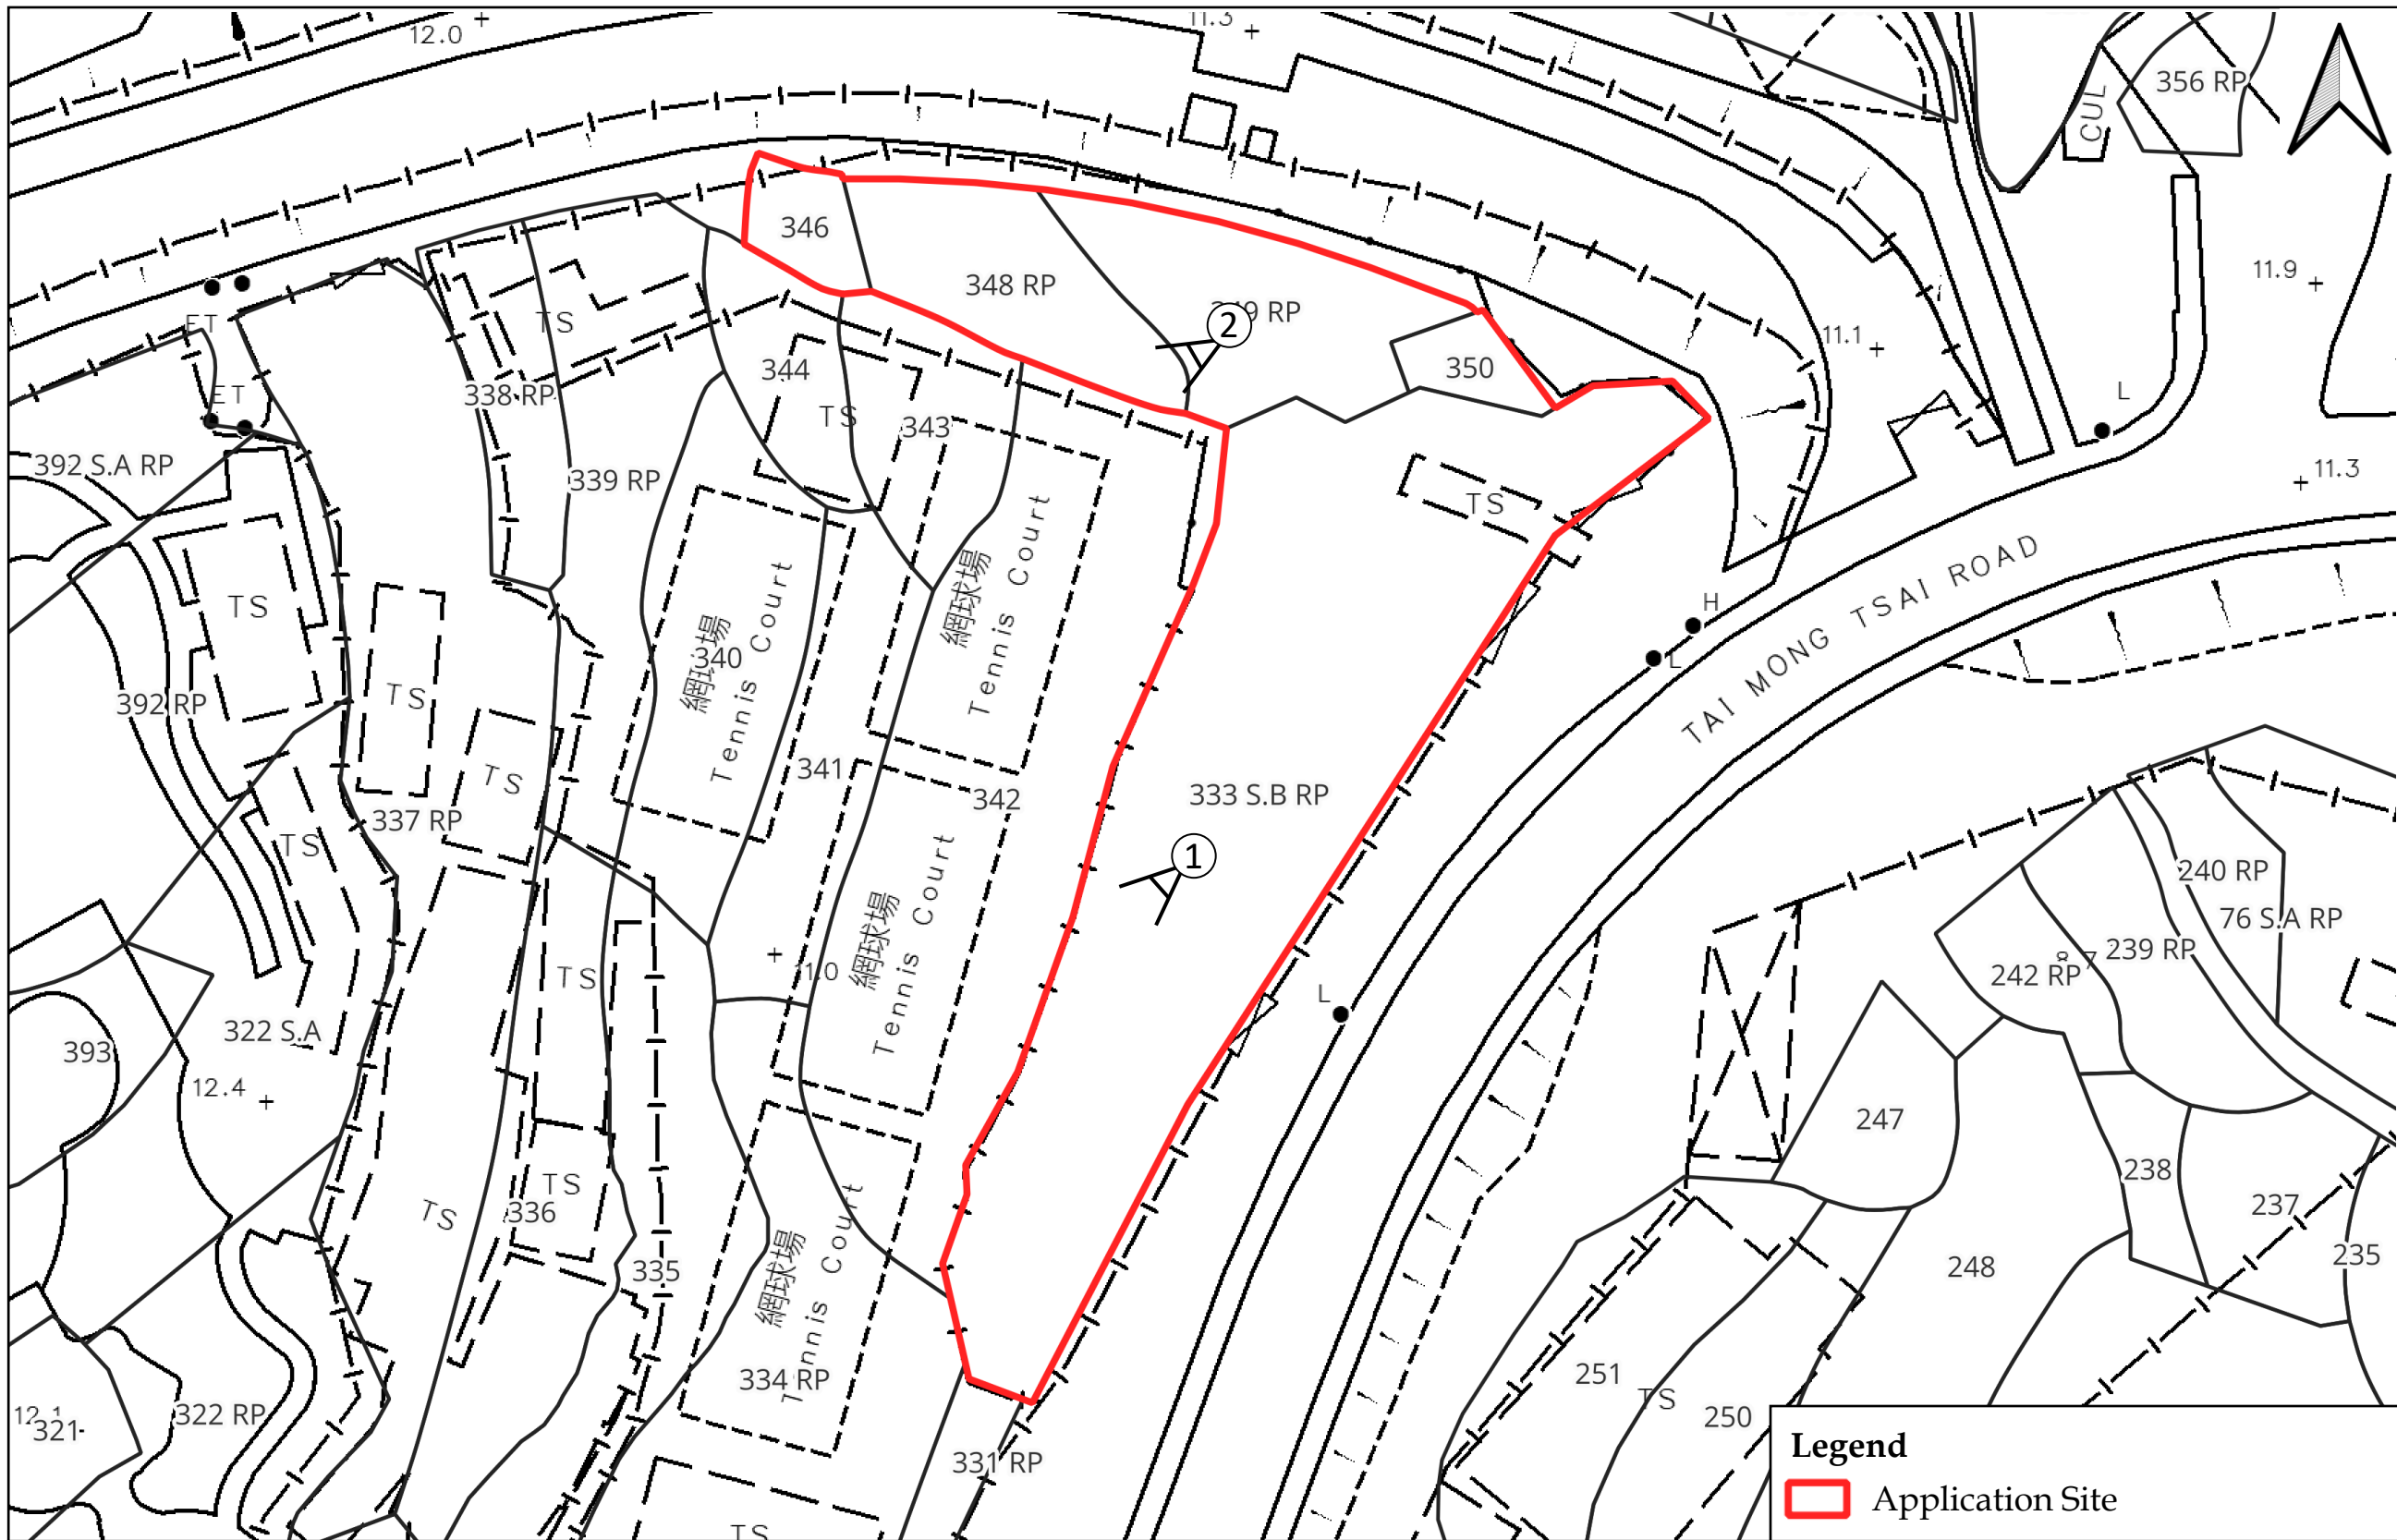 12.0
11.3
356 RP
CUL
346
348 RP
11.9
ET
TS
②
9 RP
11.1
350
344
ET
338 RP
L
TS
343
392 S.A RP
339 RP
11.3
TS
TAI MONG TSAI ROAD
TS
H
網球場
Tennis Court
網球場
Tennis Court
340
L
TS
392 RP
341
TS
342
333 S.B RP
337 RP
TS
①
240 RP
76 S.A RP
網球場
Tennis Court
239 RP
242 RP
TS
L
322 S.A
393
12.4
247
238
TS
237
TS
336
235
335
248
網球場
Tennis Court
334 RP
251
TS
250
322 RP
321
331 RP
TS
Legend
Application Site